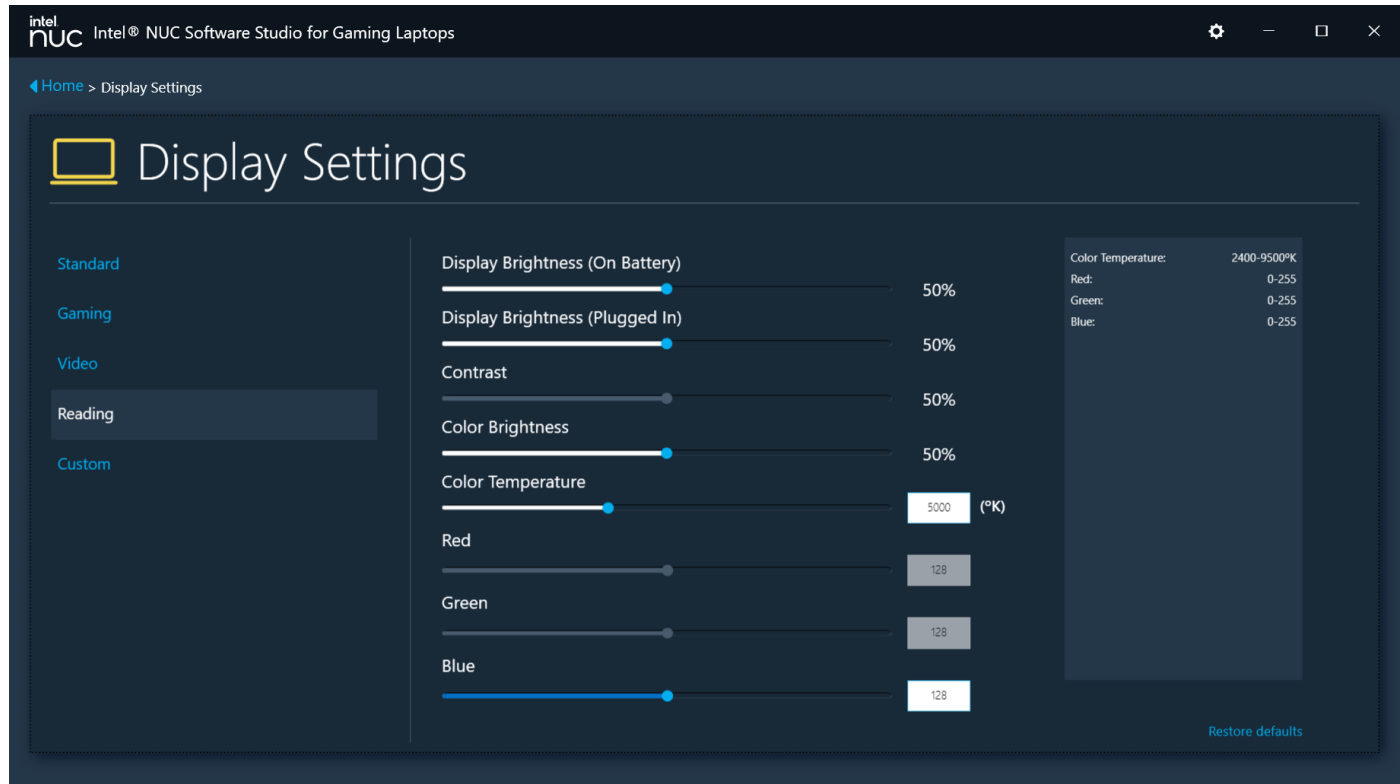 intel.
nuc Intel® NUC Software Studio for Gaming Laptops
Home > Display Settings
Display Settings
Standard
Gaming
Video
Reading
Custom
Display Brightness (On Battery)
50%
Display Brightness (Plugged In)
50%
Contrast
50%
Color Brightness
50%
Color Temperature
5000 (ºK)
Red
128
Green
128
Blue
128
Color Temperature: 2400-9500ºK
Red: 0-255
Green: 0-255
Blue: 0-255
Restore defaults